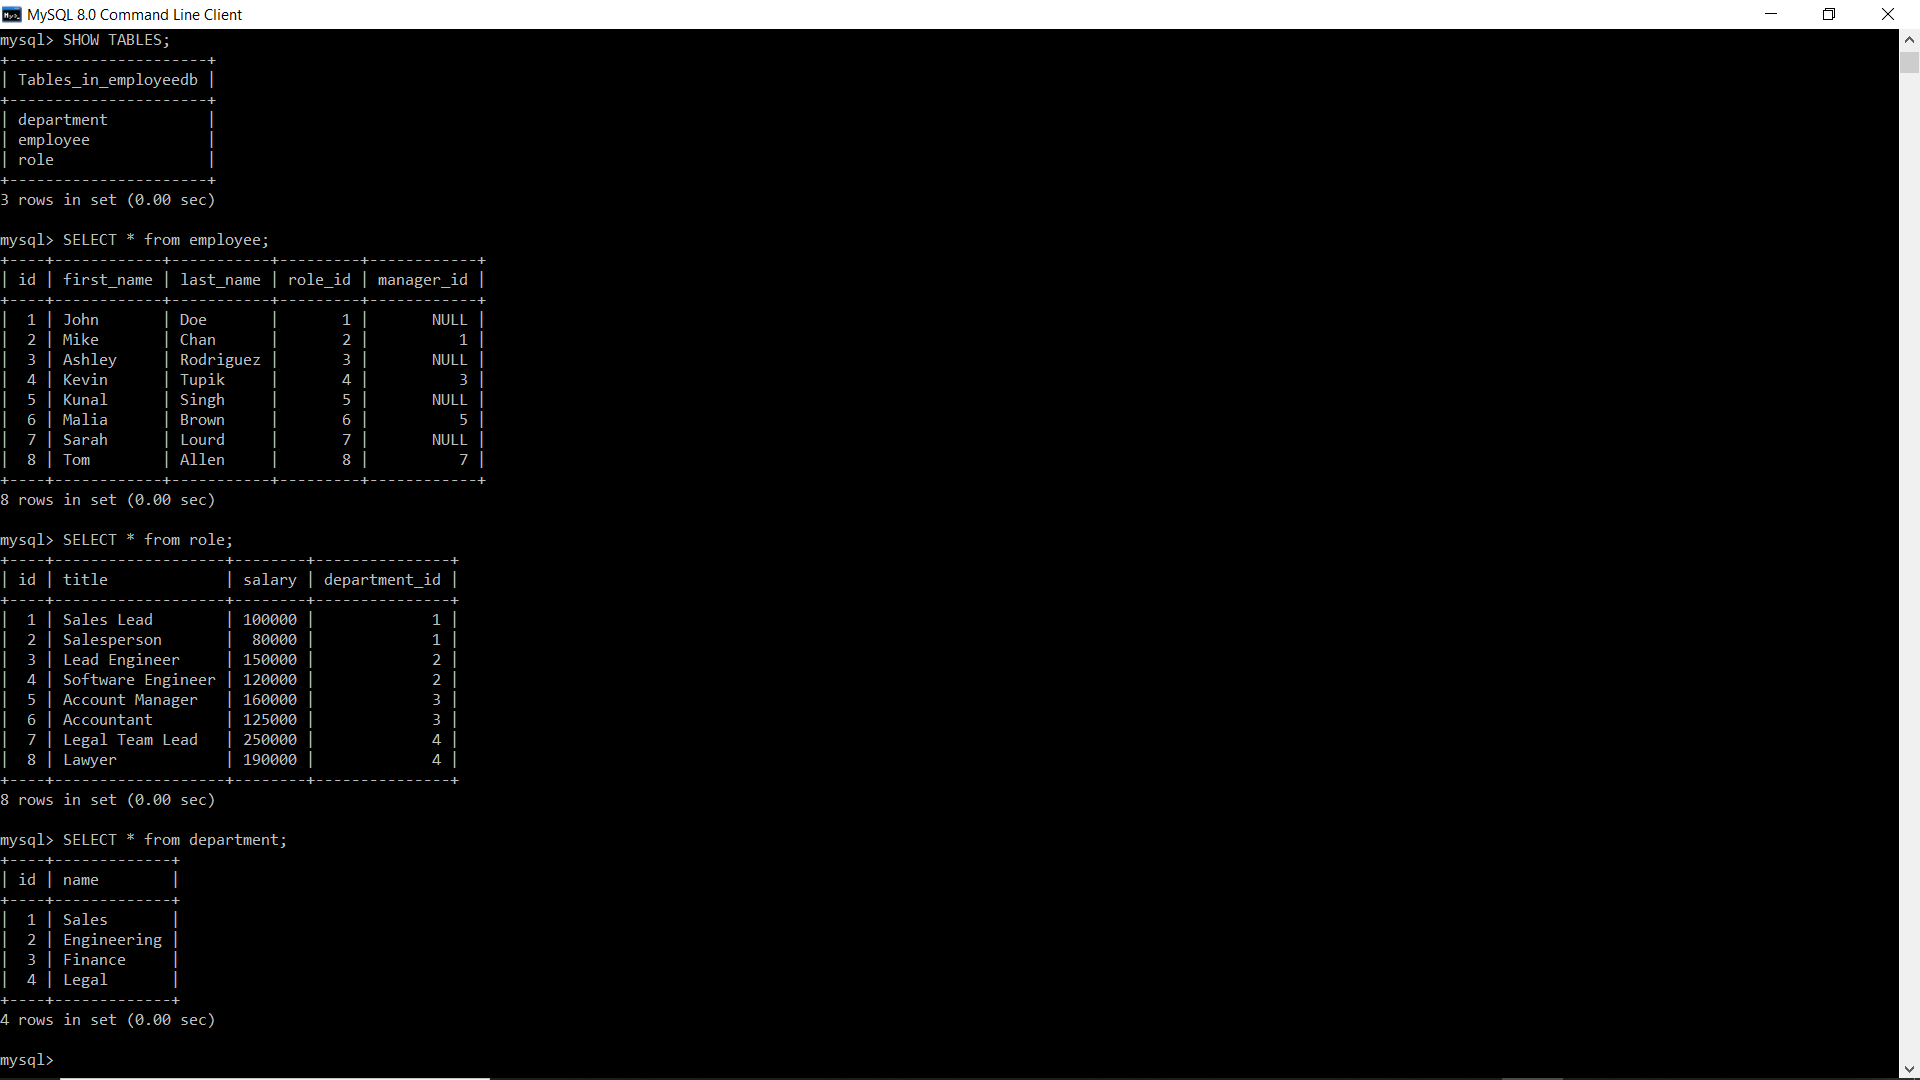 MySQL 8.0 Command Line Client
mysql> SHOW TABLES;
+----------------------+
| Tables_in_employeedb |
+----------------------+
| department           |
| employee             |
| role                 |
+----------------------+
3 rows in set (0.00 sec)

mysql> SELECT * from employee;
+----+------------+-----------+---------+------------+
| id | first_name | last_name | role_id | manager_id |
+----+------------+-----------+---------+------------+
|  1 | John       | Doe       |       1 |       NULL |
|  2 | Mike       | Chan      |       2 |          1 |
|  3 | Ashley     | Rodriguez |       3 |       NULL |
|  4 | Kevin      | Tupik     |       4 |          3 |
|  5 | Kunal      | Singh     |       5 |       NULL |
|  6 | Malia      | Brown     |       6 |          5 |
|  7 | Sarah      | Lourd     |       7 |       NULL |
|  8 | Tom        | Allen     |       8 |          7 |
+----+------------+-----------+---------+------------+
8 rows in set (0.00 sec)

mysql> SELECT * from role;
+----+-------------------+--------+---------------+
| id | title             | salary | department_id |
+----+-------------------+--------+---------------+
|  1 | Sales Lead        | 100000 |             1 |
|  2 | Salesperson       |  80000 |             1 |
|  3 | Lead Engineer     | 150000 |             2 |
|  4 | Software Engineer | 120000 |             2 |
|  5 | Account Manager   | 160000 |             3 |
|  6 | Accountant        | 125000 |             3 |
|  7 | Legal Team Lead   | 250000 |             4 |
|  8 | Lawyer            | 190000 |             4 |
+----+-------------------+--------+---------------+
8 rows in set (0.00 sec)

mysql> SELECT * from department;
+----+-------------+
| id | name        |
+----+-------------+
|  1 | Sales       |
|  2 | Engineering |
|  3 | Finance     |
|  4 | Legal       |
+----+-------------+
4 rows in set (0.00 sec)

mysql>